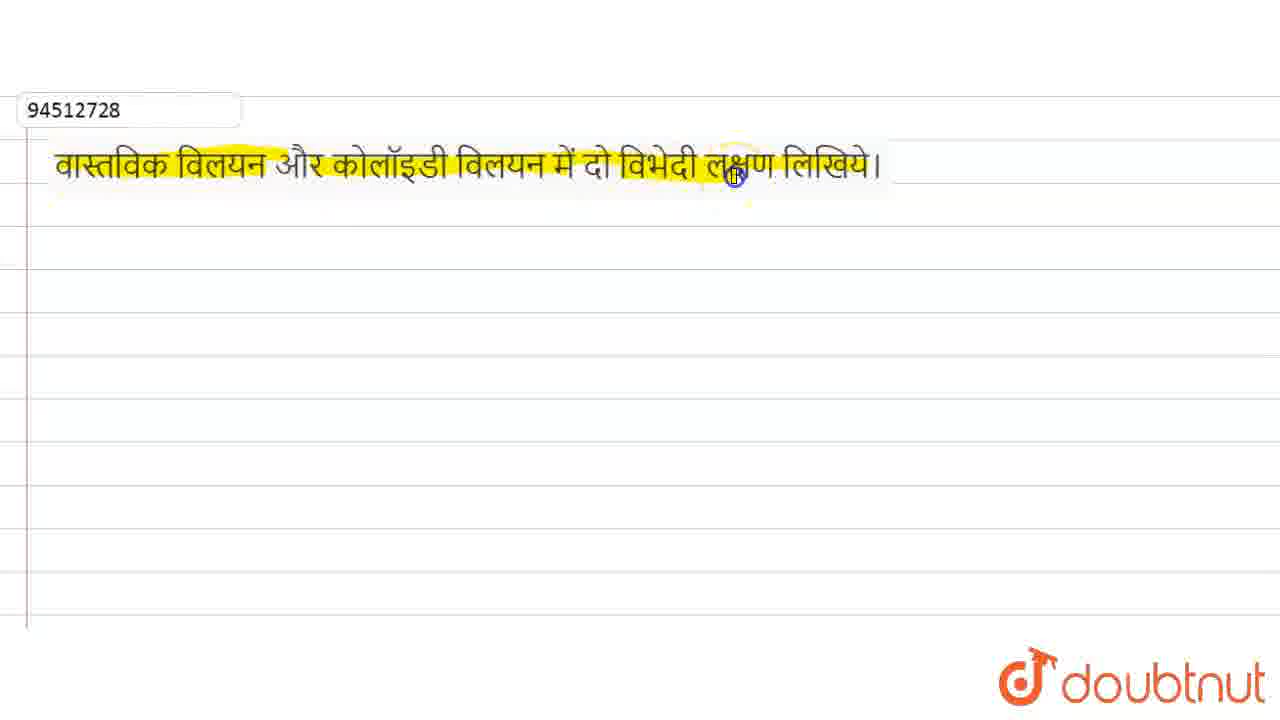 94512728
वास्तविक विलयन और कोलॉइडी विलयन में दो विभेदी लक्षण लिखिये।
doubtnut